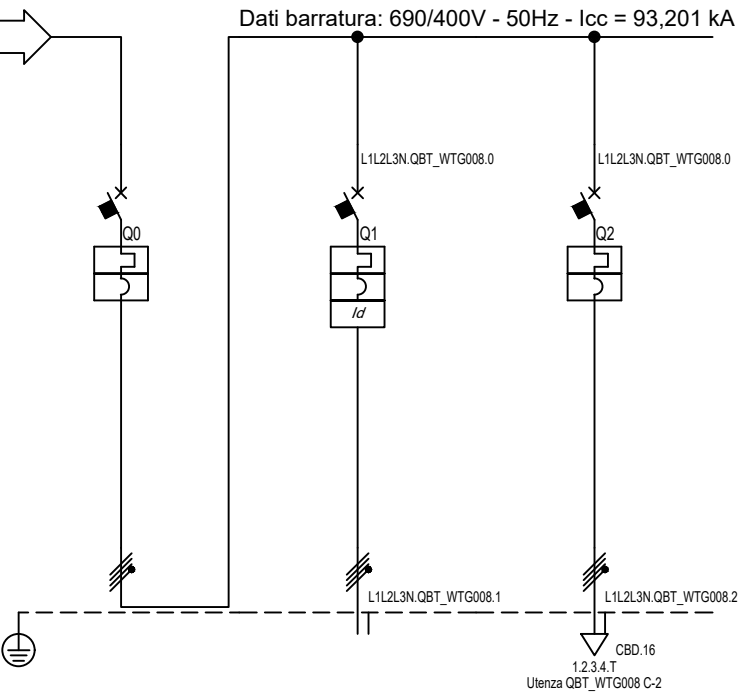 Dati barratura: 690/400V - 50Hz - Icc = 93,201 kA
L1L2L3N.QBT_WTG008.0
L1L2L3N.QBT_WTG008.0
Q0
Q1
Q2
Id
L1L2L3N.QBT_WTG008.1
L1L2L3N.QBT_WTG008.2
CBD.16
1.2.3.4.T
Utenza QBT_WTG008 C-2